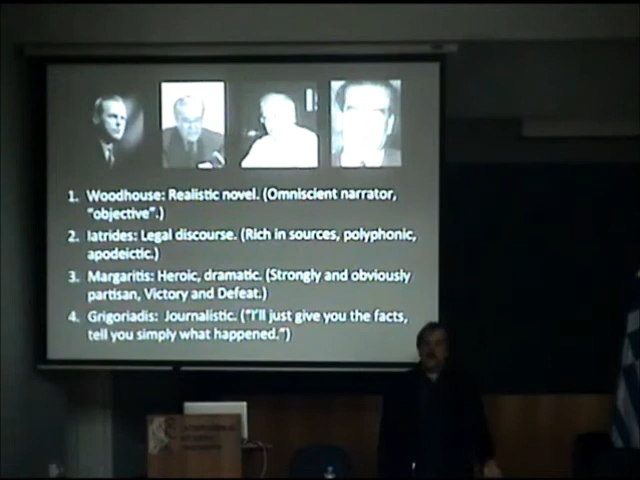 1. Woodhouse: Realistic novel. (Omniscient narrator,
"objective".)
2. Iatrides: Legal discourse. (Rich in sources, polyphonic,
apodeictic.)
3. Margaritis: Heroic, dramatic. (Strongly and obviously
partisan, Victory and Defeat.)
4. Grigoriadis: Journalistic. ("I'll just give you the facts,
tell you simply what happened.")